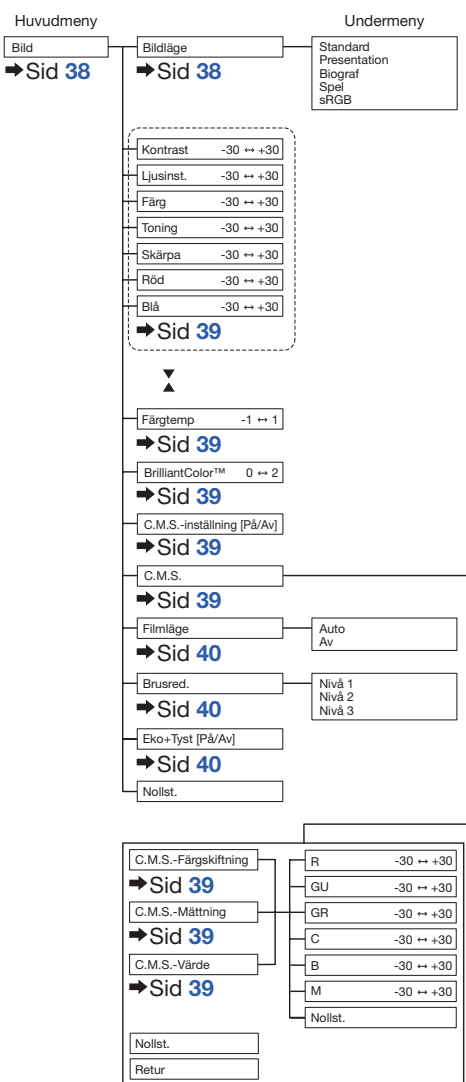 Huvudmeny
Undermeny
Bild
➡Sid 38
Bildläge
➡Sid 38
Standard
Presentation
Biograf
Spel
sRGB
Kontrast -30 ↔ +30
Ljusinst. -30 ↔ +30
Färg -30 ↔ +30
Toning -30 ↔ +30
Skärpa -30 ↔ +30
Röd -30 ↔ +30
Blå -30 ↔ +30
➡Sid 39
Färgtemp -1 ↔ 1
➡Sid 39
BrilliantColor™ 0 ↔ 2
➡Sid 39
C.M.S.-inställning [På/Av]
➡Sid 39
C.M.S.
➡Sid 39
Filmläge
➡Sid 40
Auto
Av
Brusred.
➡Sid 40
Nivå 1
Nivå 2
Nivå 3
Eko+Tyst [På/Av]
➡Sid 40
Nollst.
C.M.S.-Färgskiftning
➡Sid 39
C.M.S.-Mättning
➡Sid 39
C.M.S.-Värde
➡Sid 39
R -30 ↔ +30
GU -30 ↔ +30
GR -30 ↔ +30
C -30 ↔ +30
B -30 ↔ +30
M -30 ↔ +30
Nollst.
Nollst.
Retur